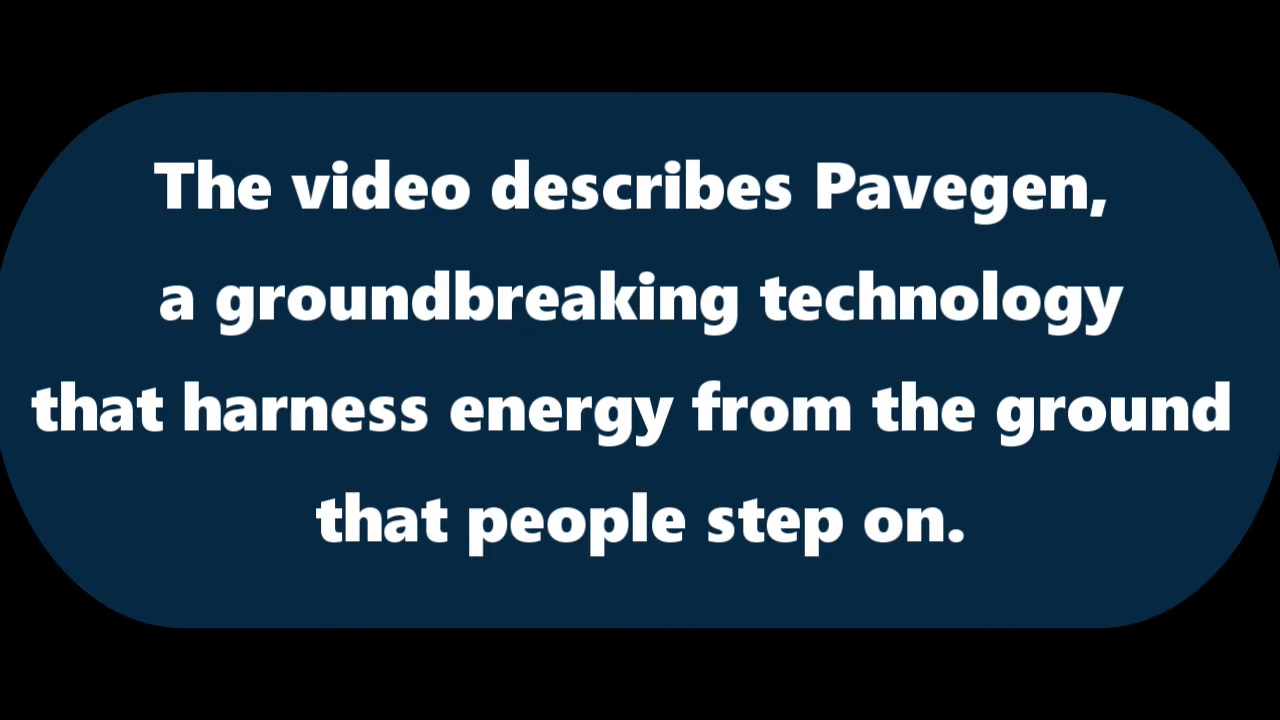 The video describes Pavegen,
a groundbreaking technology
that harness energy from the ground
that people step on.